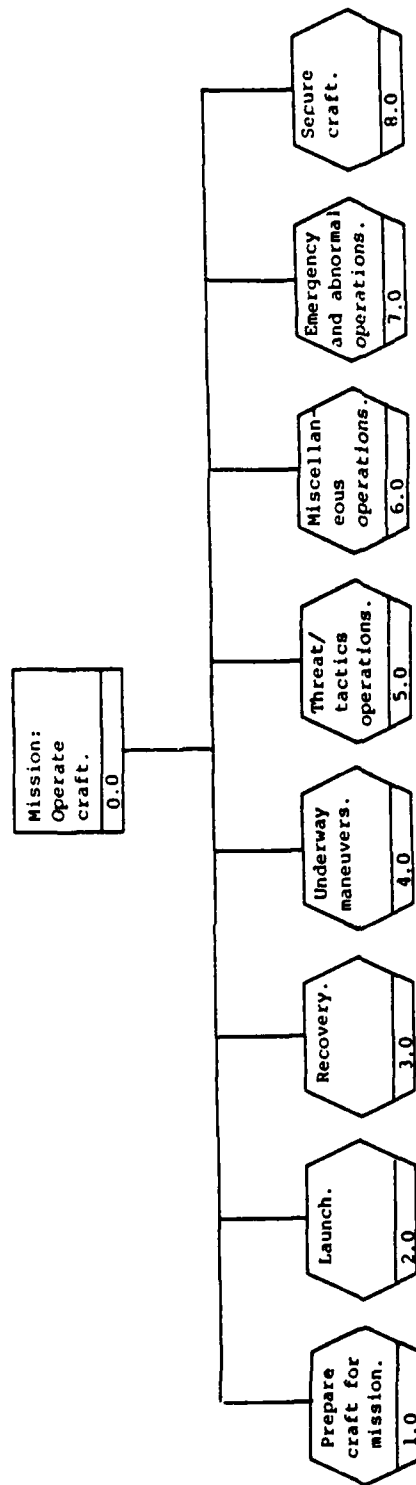 Mission:
Operate
craft.
0.0
Prepare
craft for
mission.
1.0
Launch.
2.0
Recovery.
3.0
Underway
maneuvers.
4.0
Threat/
tactics
operations.
5.0
Miscellan-
eous
operations.
6.0
Emergency
and abnormal
operations.
7.0
Secure
craft.
8.0